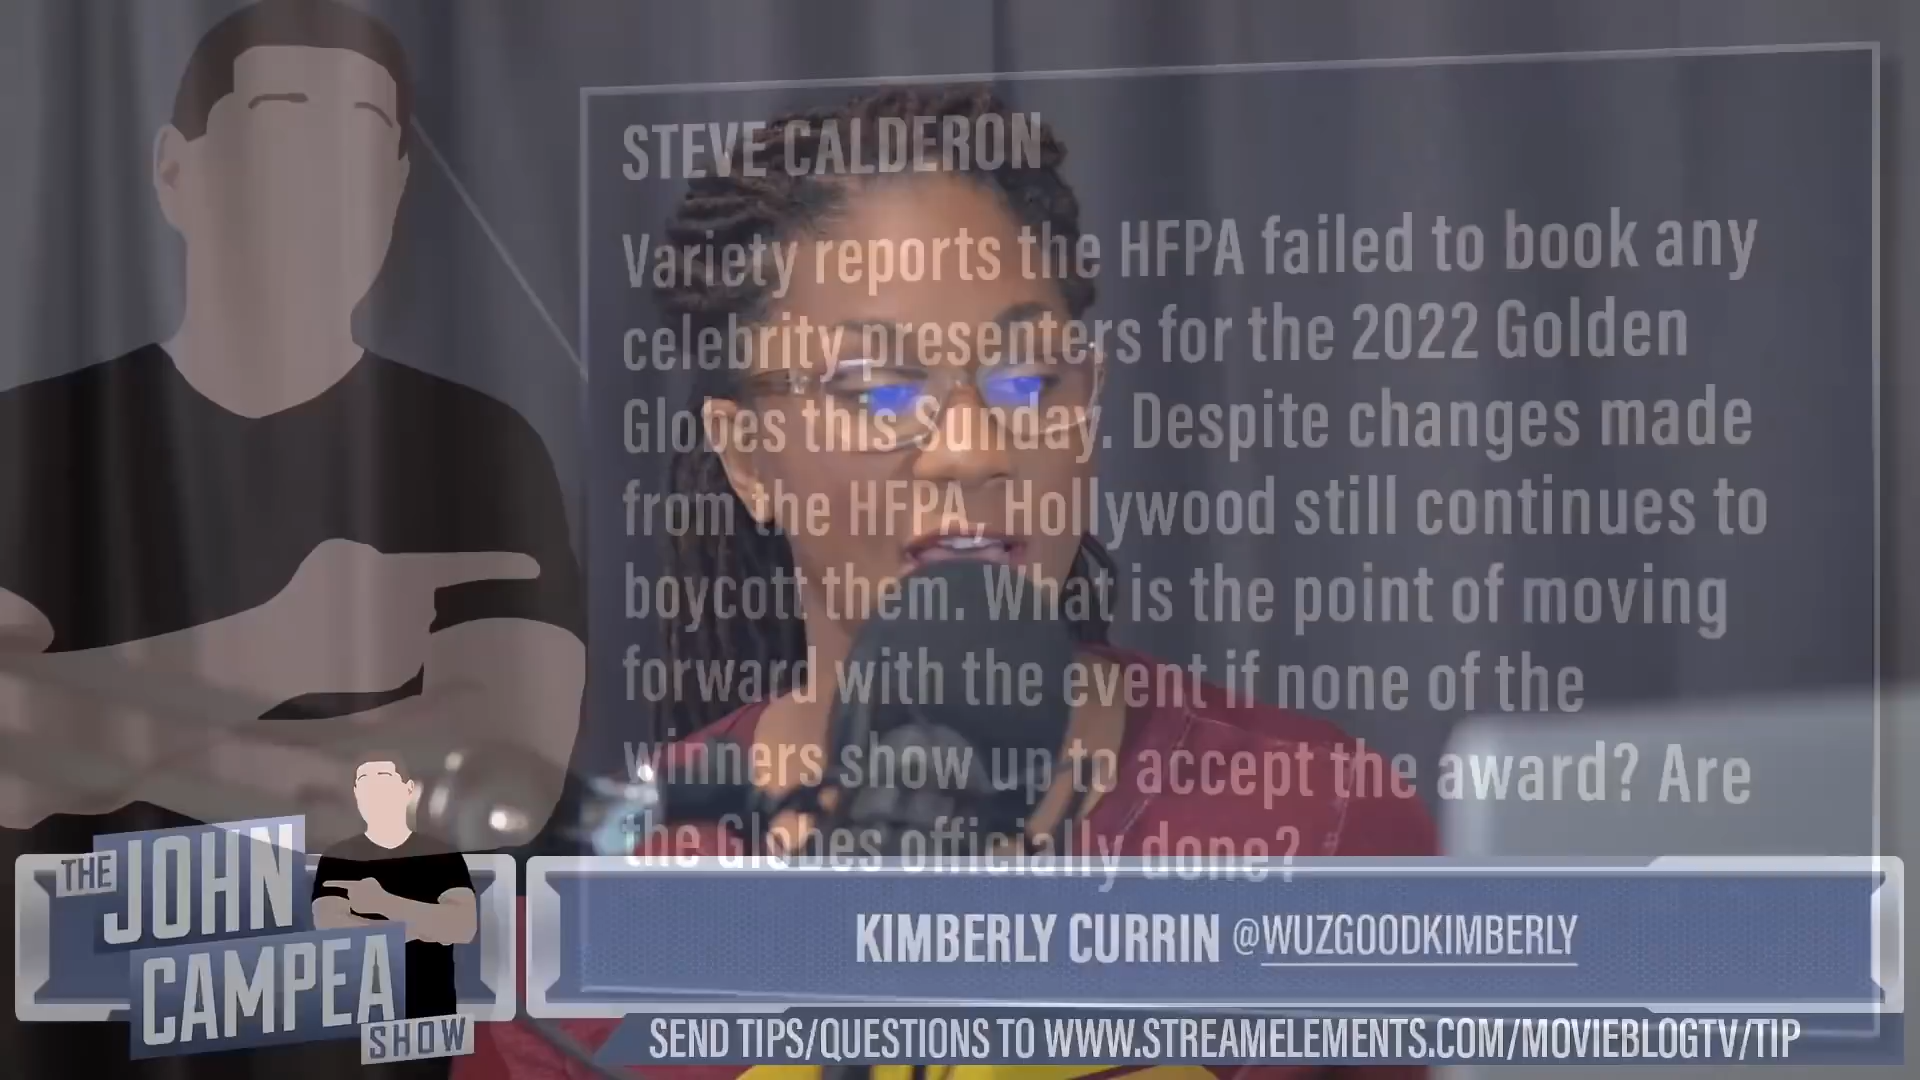 STEVE CALDERON
Variety reports the HFPA failed to book any
celebrity presenters for the 2022 Golden
Globes this Sunday. Despite changes made
from the HFPA, Hollywood still continues to
boycott them. What is the point of moving
forward with the event if none of the
winners show up to accept the award? Are
the Globes officially done?
THE
JOHN
CAMPEA
SHOW
KIMBERLY CURRIN @WUZGOODKIMBERLY
SEND TIPS/QUESTIONS TO WWW.STREAMELEMENTS.COM/MOVIEBLOGTV/TIP